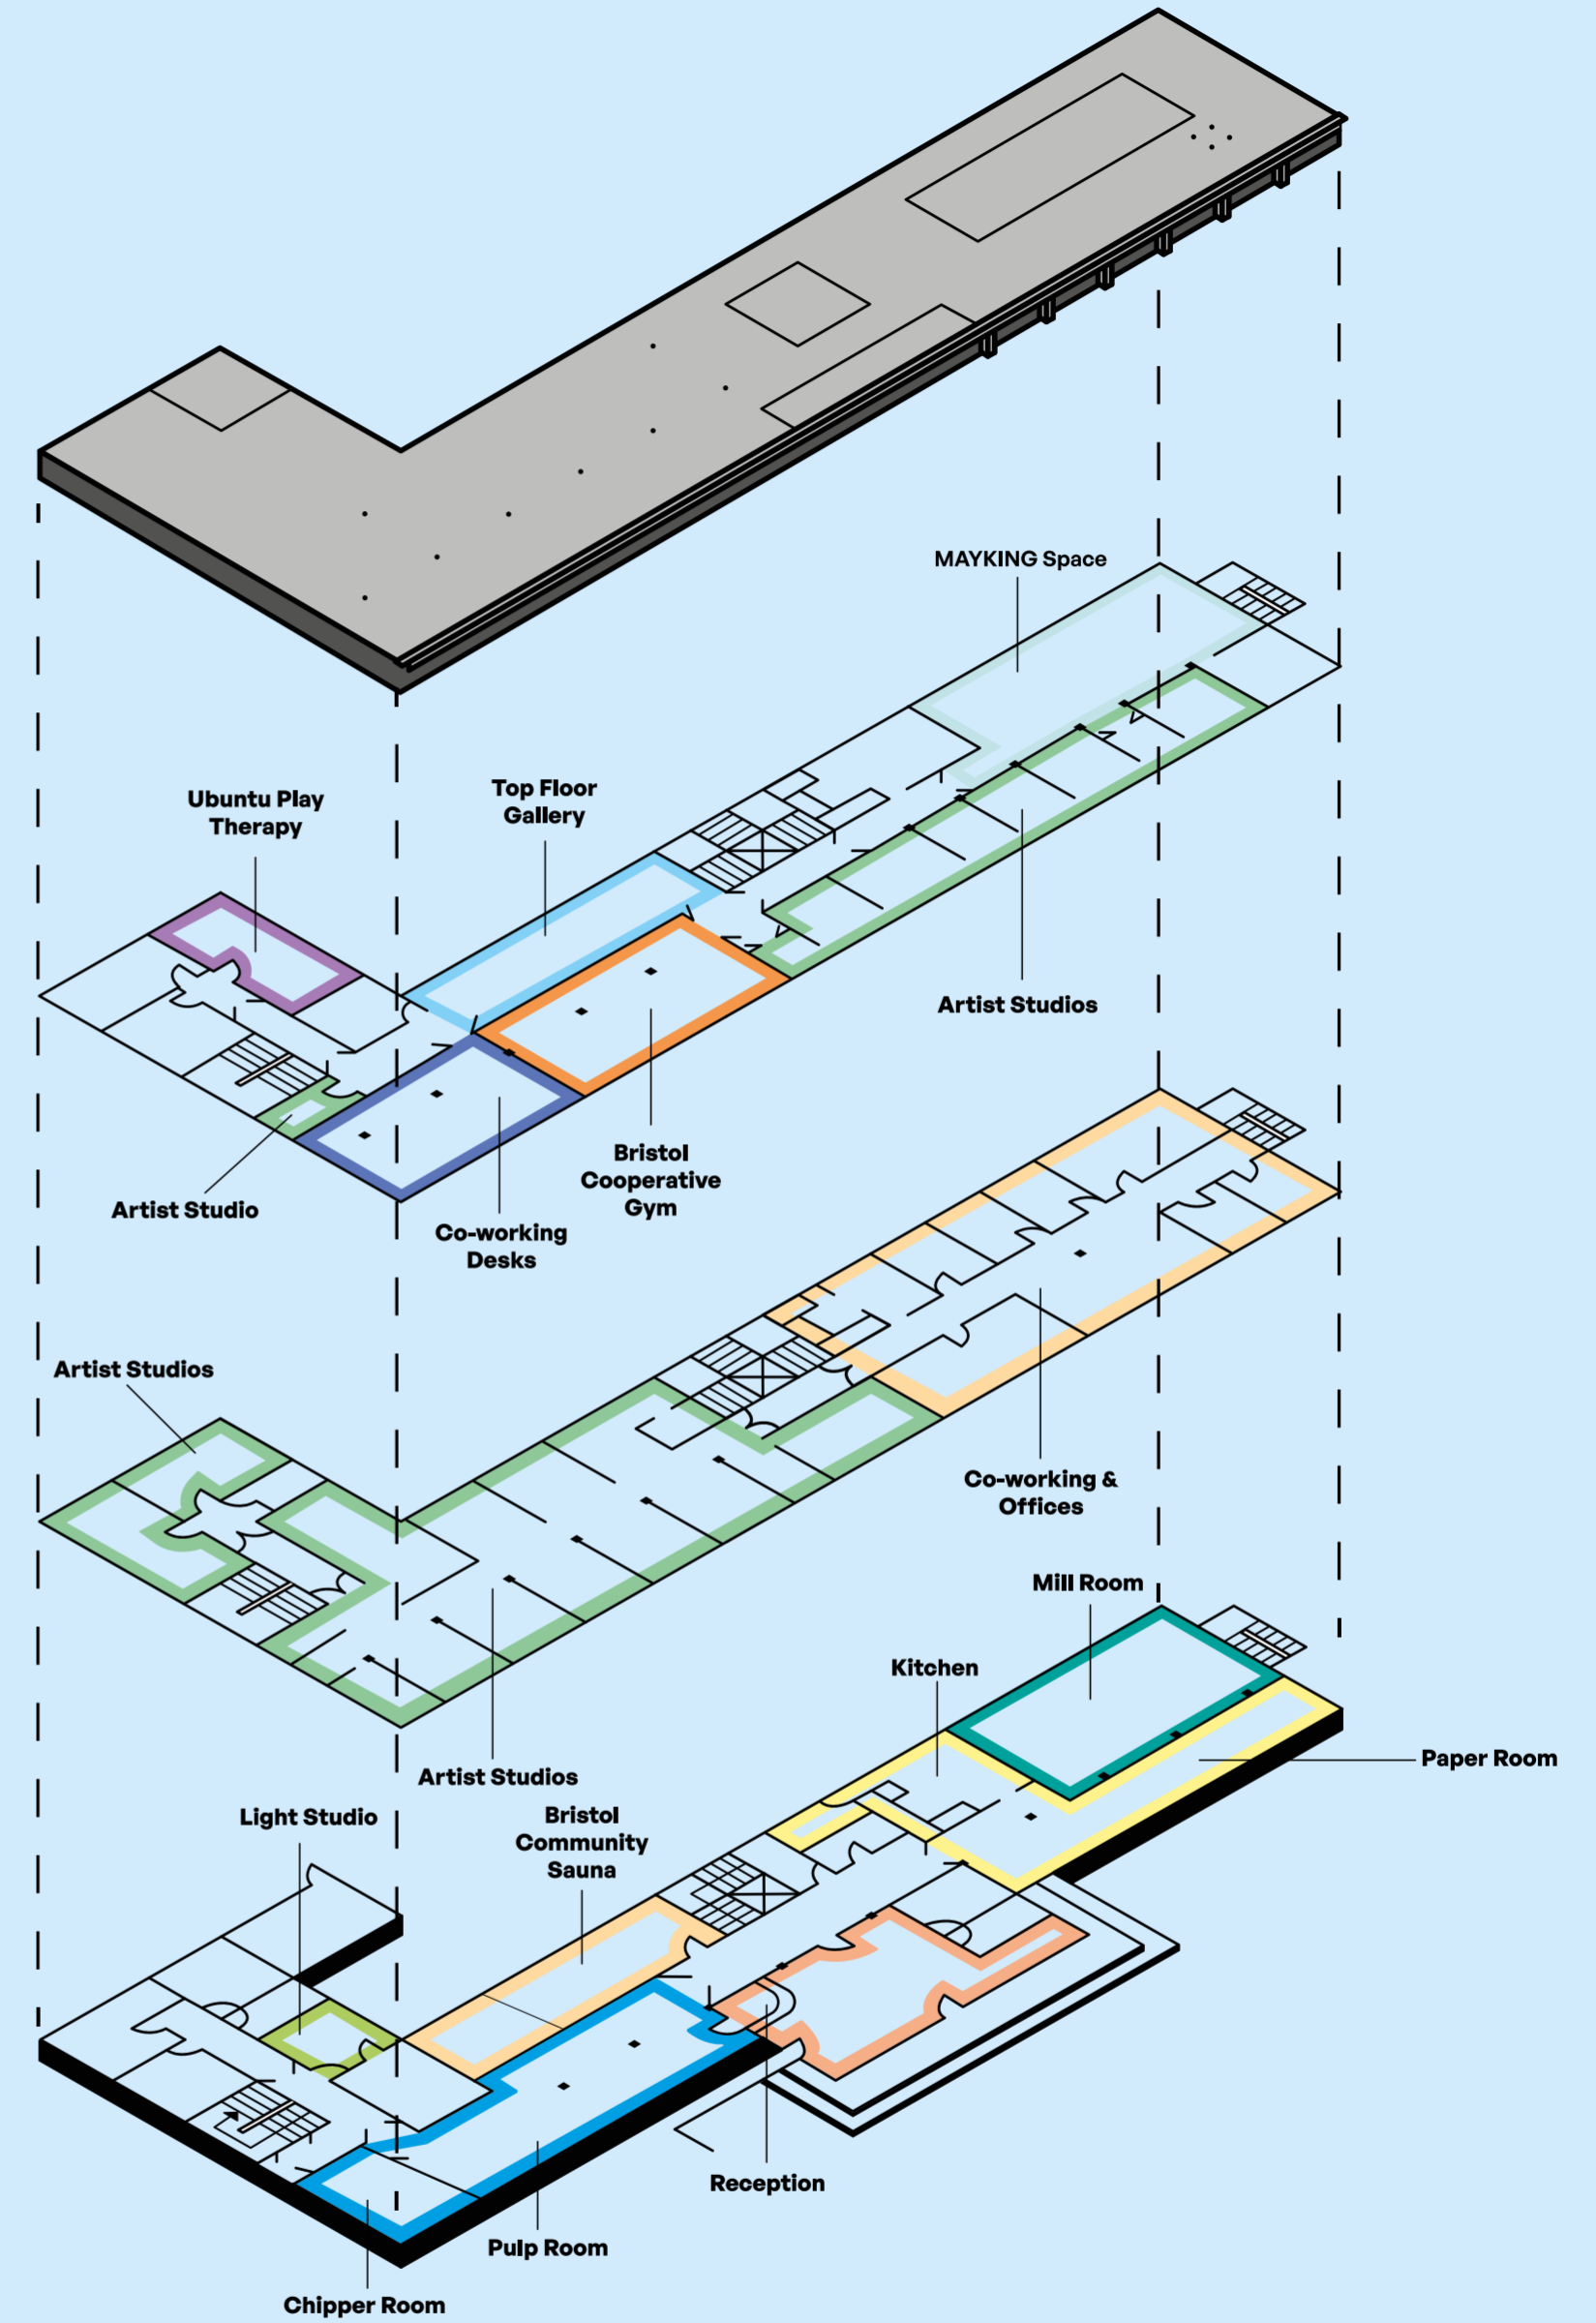 MAYKING Space
Ubuntu Play
Therapy
Top Floor
Gallery
Artist Studios
Bristol
Cooperative
Gym
Artist Studio
Co-working
Desks
Artist Studios
Co-working &
Offices
Mill Room
Kitchen
Paper Room
Artist Studios
Light Studio
Bristol
Community
Sauna
Reception
Pulp Room
Chipper Room